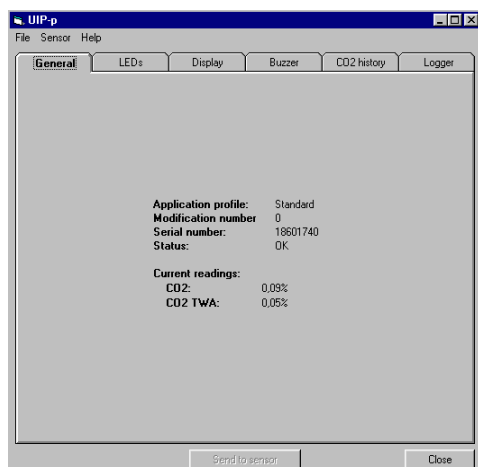 UIP-p
File Sensor Help
General LEDs Display Buzzer CO2 history Logger
Application profile: Standard
Modification number 0
Serial number: 18601740
Status: OK
Current readings:
CO2: 0,09%
CO2 TWA: 0,05%
Send to sensor Close